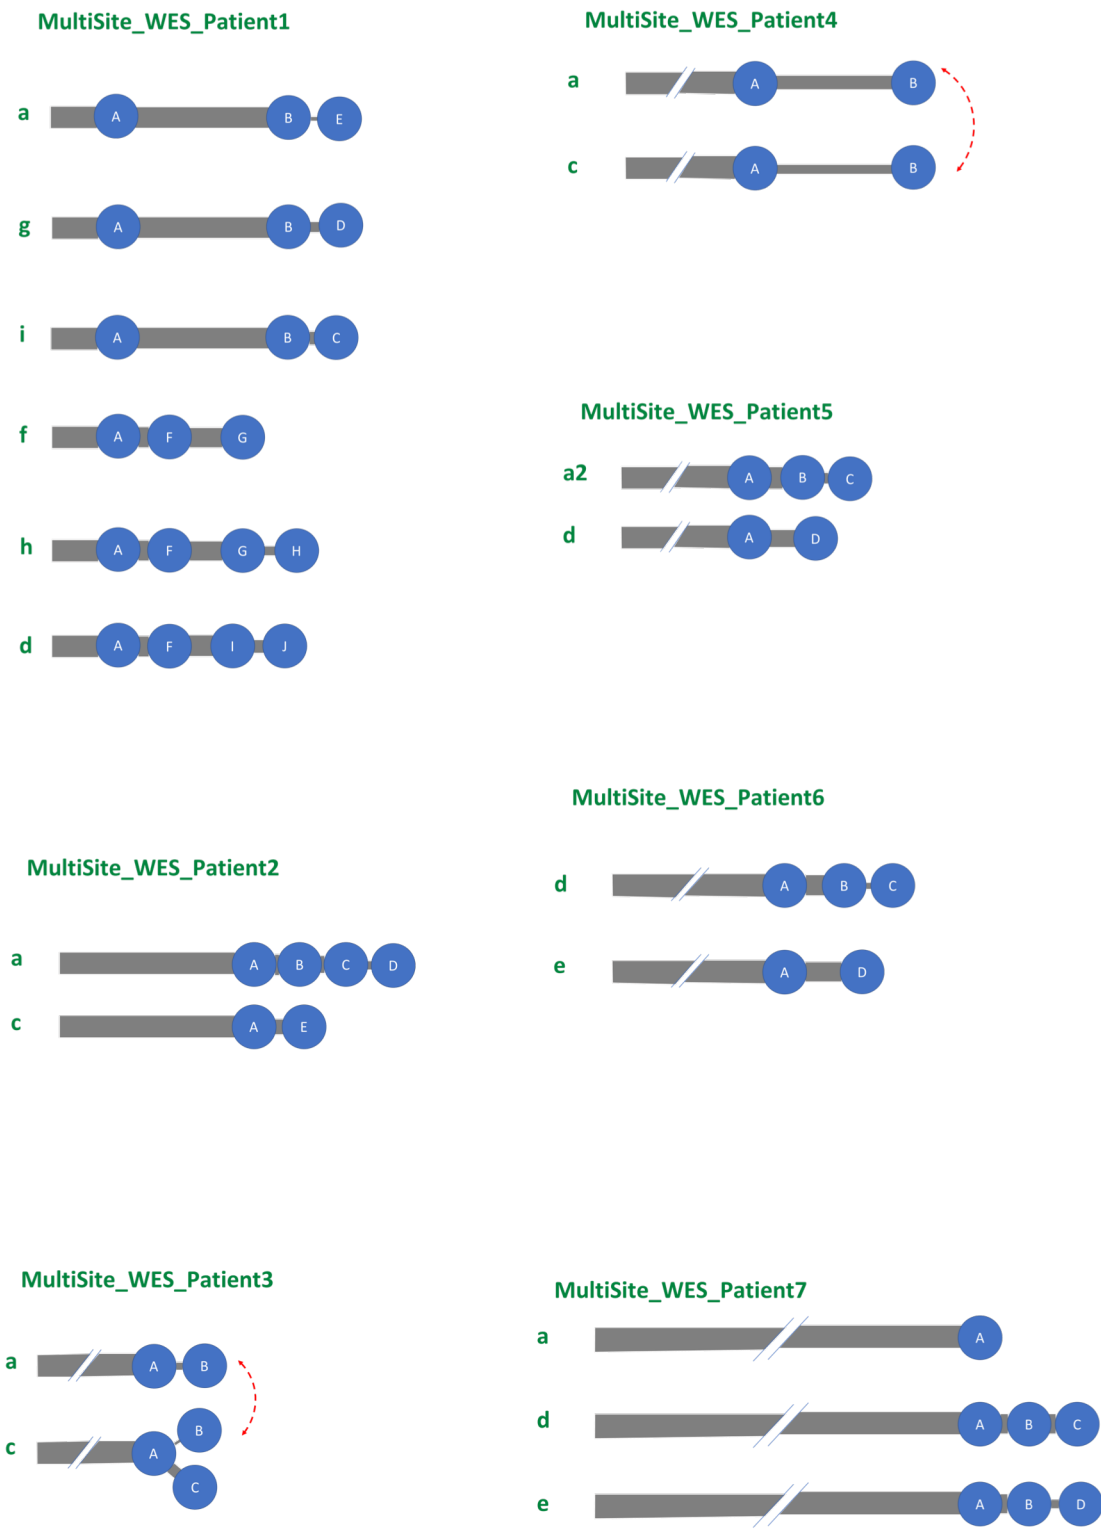 MultiSite_WES_Patient1
a A B E
g A B D
i A B C
f A F G
h A F G H
d A F I J
MultiSite_WES_Patient2
a A B C D
c A E
MultiSite_WES_Patient3
a A B
c A B C
MultiSite_WES_Patient4
a A B
c A B
MultiSite_WES_Patient5
a2 A B C
d A D
MultiSite_WES_Patient6
d A B C
e A D
MultiSite_WES_Patient7
a A
d A B C
e A B D